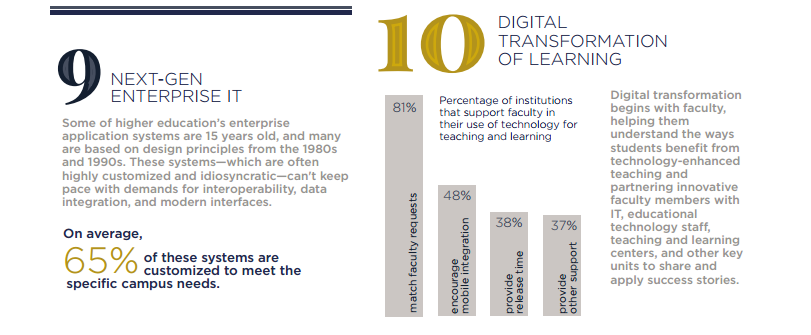 9
NEXT-GEN
ENTERPRISE IT
Some of higher education's enterprise
application systems are 15 years old, and many
are based on design principles from the 1980s
and 1990s. These systems—which are often
highly customized and idiosyncratic—can't keep
pace with demands for interoperability, data
integration, and modern interfaces.
On average,
65% of these systems are
customized to meet the
specific campus needs.
10
DIGITAL
TRANSFORMATION
OF LEARNING
Percentage of institutions
that support faculty in
their use of technology for
teaching and learning
81%
match faculty requests
48%
encourage
mobile integration
38%
provide
release time
37%
provide
other support
Digital transformation
begins with faculty,
helping them
understand the ways
students benefit from
technology-enhanced
teaching and
partnering innovative
faculty members with
IT, educational
technology staff,
teaching and learning
centers, and other key
units to share and
apply success stories.